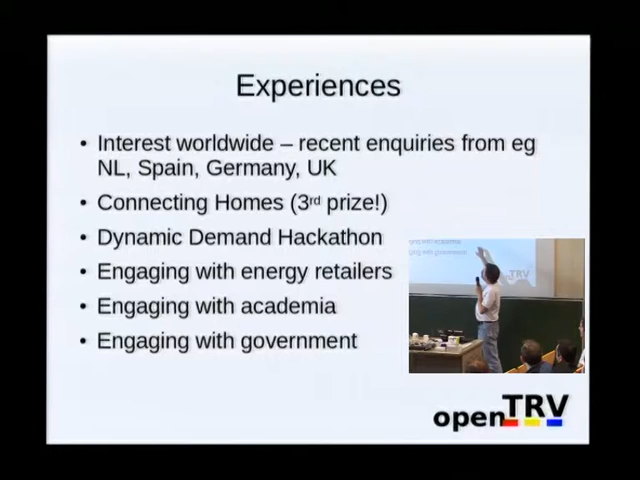 Experiences
• Interest worldwide – recent enquiries from eg
NL, Spain, Germany, UK
• Connecting Homes (3rd prize!)
• Dynamic Demand Hackathon
• Engaging with energy retailers
• Engaging with academia
• Engaging with government
TRV
openTRV